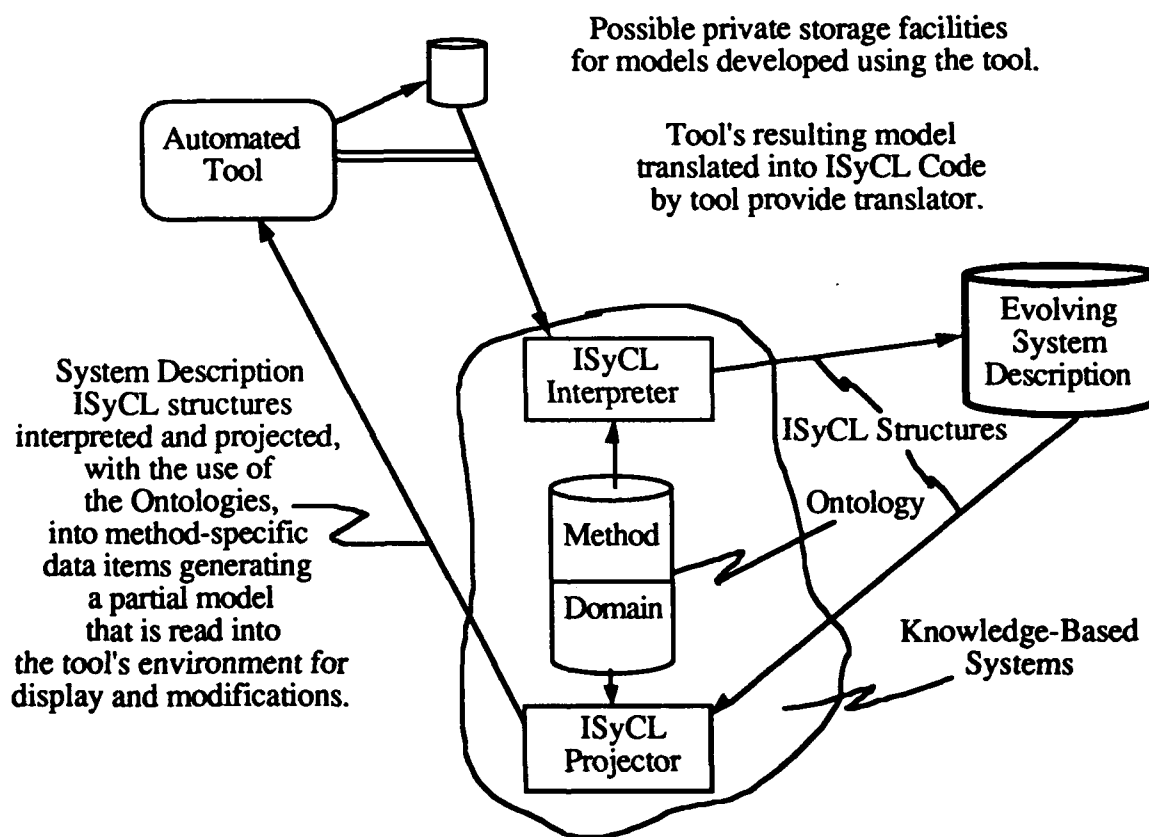 Possible private storage facilities
for models developed using the tool.
Automated
Tool
Tool's resulting model
translated into ISyCL Code
by tool provide translator.
Evolving
System
Description
ISyCL
Interpreter
System Description
ISyCL structures
interpreted and projected,
with the use of
the Ontologies,
into method-specific
data items generating
a partial model
that is read into
the tool's environment for
display and modifications.
ISyCL Structures
Ontology
Method
Domain
Knowledge-Based
Systems
ISyCL
Projector